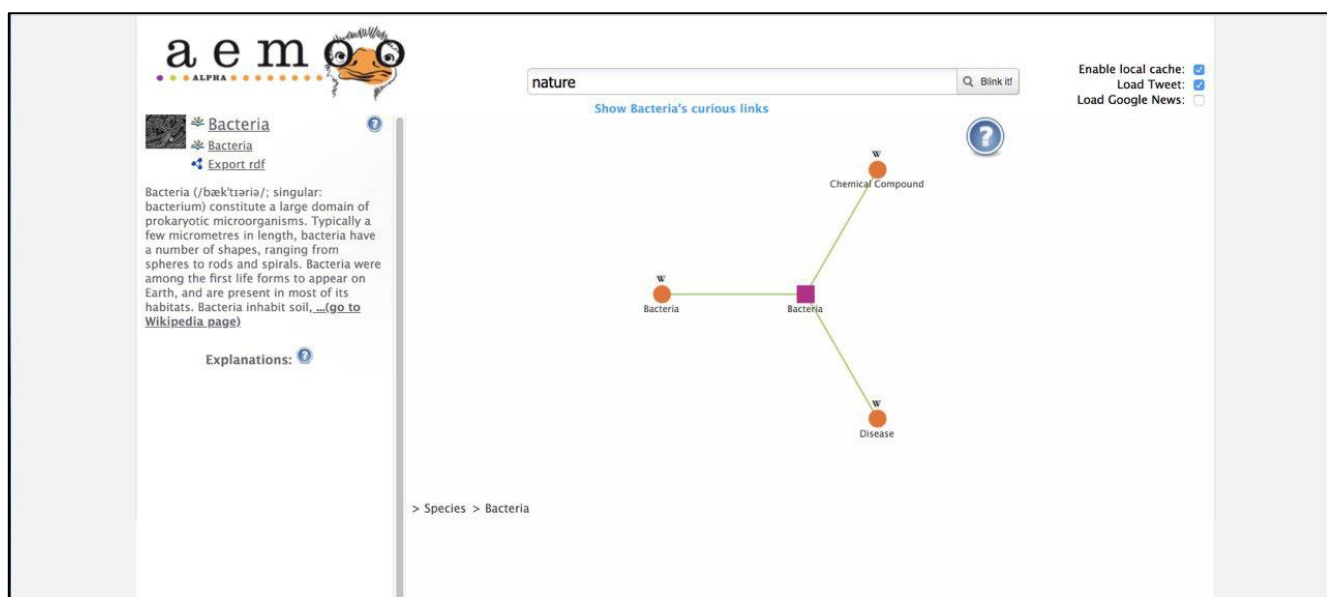 aemoo
ALPHA
nature
Blink it!
Enable local cache:
Load Tweet:
Load Google News:
Show Bacteria's curious links
Bacteria
Bacteria
Export rdf
Bacteria (/bækˈtɪəriə/; singular:
bacterium) constitute a large domain of
prokaryotic microorganisms. Typically a
few micrometres in length, bacteria have
a number of shapes, ranging from
spheres to rods and spirals. Bacteria were
among the first life forms to appear on
Earth, and are present in most of its
habitats. Bacteria inhabit soil, ...(go to
Wikipedia page)
Explanations: ?
?
?
W
Chemical Compound
W
Bacteria
Bacteria
W
Disease
> Species > Bacteria